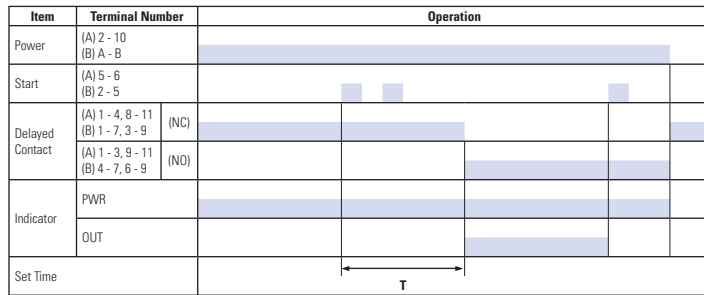 Item Terminal Number Operation
Power (A) 2 - 10
(B) A - B
Start (A) 5 - 6
(B) 2 - 5
Delayed Contact
(A) 1 - 4, 8 - 11
(B) 1 - 7, 3 - 9
(NC)
(A) 1 - 3, 9 - 11
(B) 4 - 7, 6 - 9
(NO)
Indicator
PWR
OUT
Set Time
T